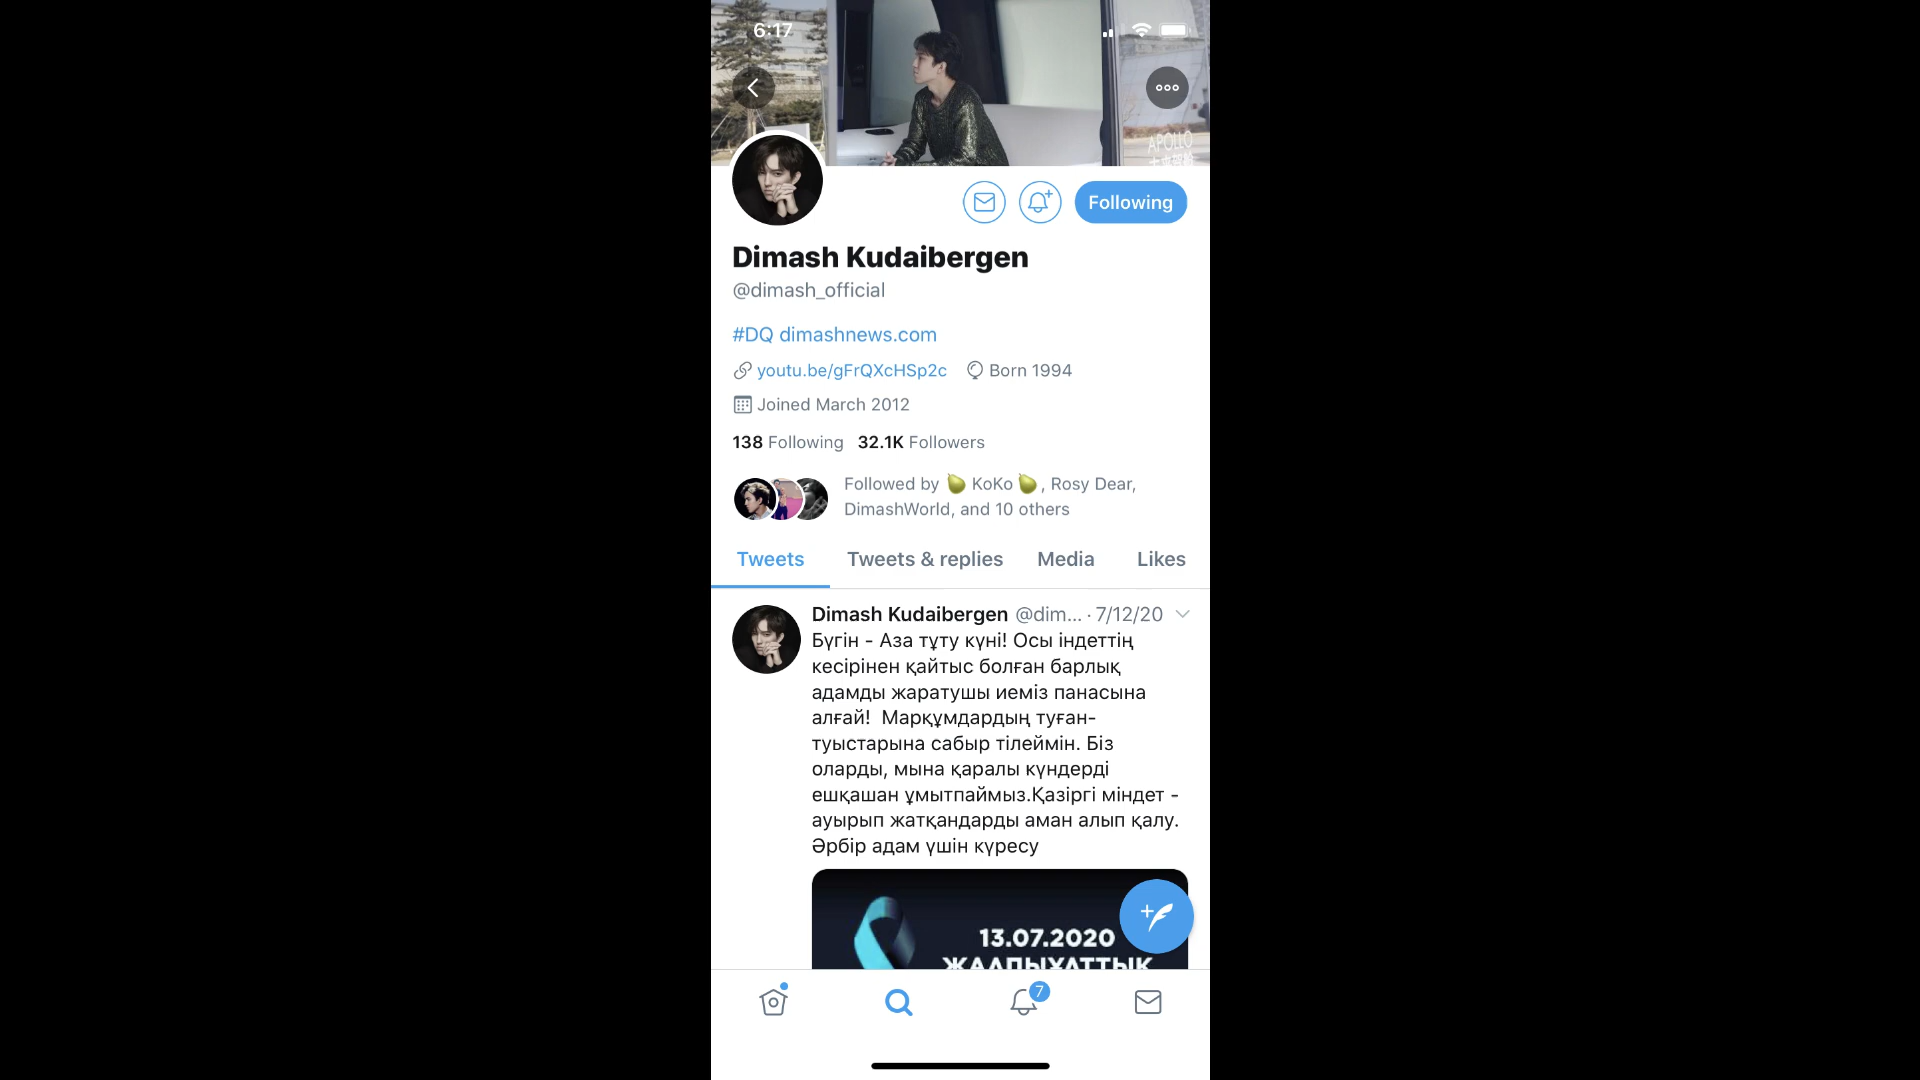 6:17
APOLLO
Following
Dimash Kudaibergen
@dimash_official
#DQ dimashnews.com
youtu.be/gFrQXcHSp2c Born 1994
Joined March 2012
138 Following 32.1K Followers
Followed by 🍐 KoKo 🍐, Rosy Dear,
DimashWorld, and 10 others
Tweets Tweets & replies Media Likes
Dimash Kudaibergen @dim... · 7/12/20
Бүгін - Аза тұту күні! Осы індеттің
кесірінен қайтыс болған барлық
адамды жаратушы иеміз панасына
алғай!  Марқұмдардың туған-
туыстарына сабыр тілеймін. Біз
оларды, мына қаралы күндерді
ешқашан ұмытпаймыз.Қазіргі міндет -
ауырып жатқандарды аман алып қалу.
Әрбір адам үшін күресу
13.07.2020
ЖАЛПЫҰЛТТЫҚ
7